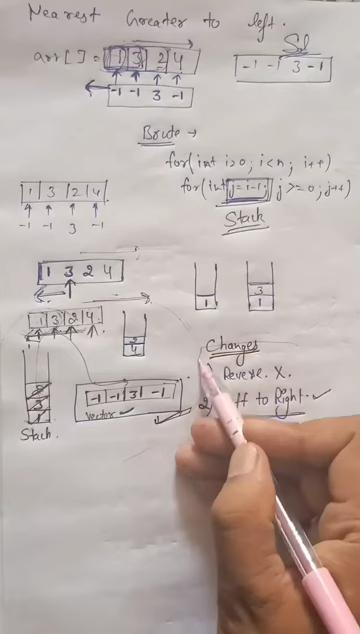 Nearest Greater to left.
arr[] = 1 3 2 4
Sol
-1 -1 3 -1
-1 -1 3 -1
Brute →
for(int i=0; i<n; i++)
for(int j=i-1; j>=0; j++)
Stack
1 3 2 4
-1 -1 3 -1
1 3 2 4
1
3
1
1 3 2 4
Changes
Reverse. X.
2
ff to Right. ✓
-1 -1 3 -1
vector ✓
Stack.